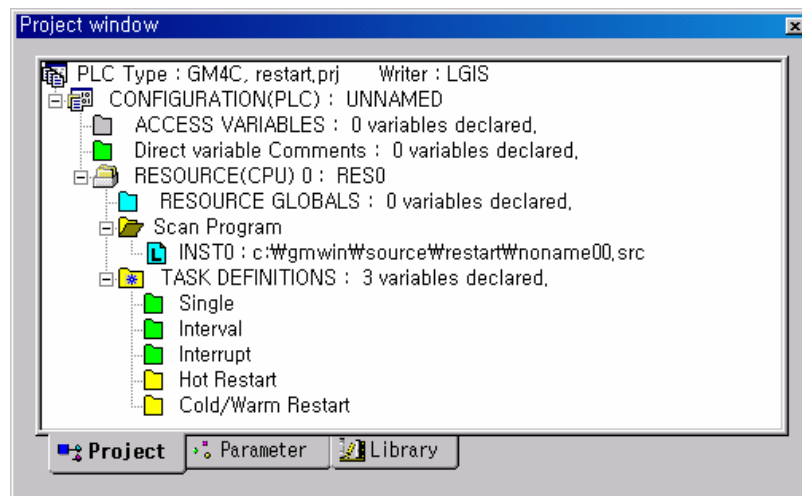 Project window
PLC Type : GM4C, restart,prj Writer : LGIS
CONFIGURATION(PLC) : UNNAMED
ACCESS VARIABLES : 0 variables declared,
Direct variable Comments : 0 variables declared,
RESOURCE(CPU) 0 : RES0
RESOURCE GLOBALS : 0 variables declared,
Scan Program
L INST0 : c:₩gmwin₩source₩restart₩noname00,src
TASK DEFINITIONS : 3 variables declared,
Single
Interval
Interrupt
Hot Restart
Cold/Warm Restart
Project Parameter Library